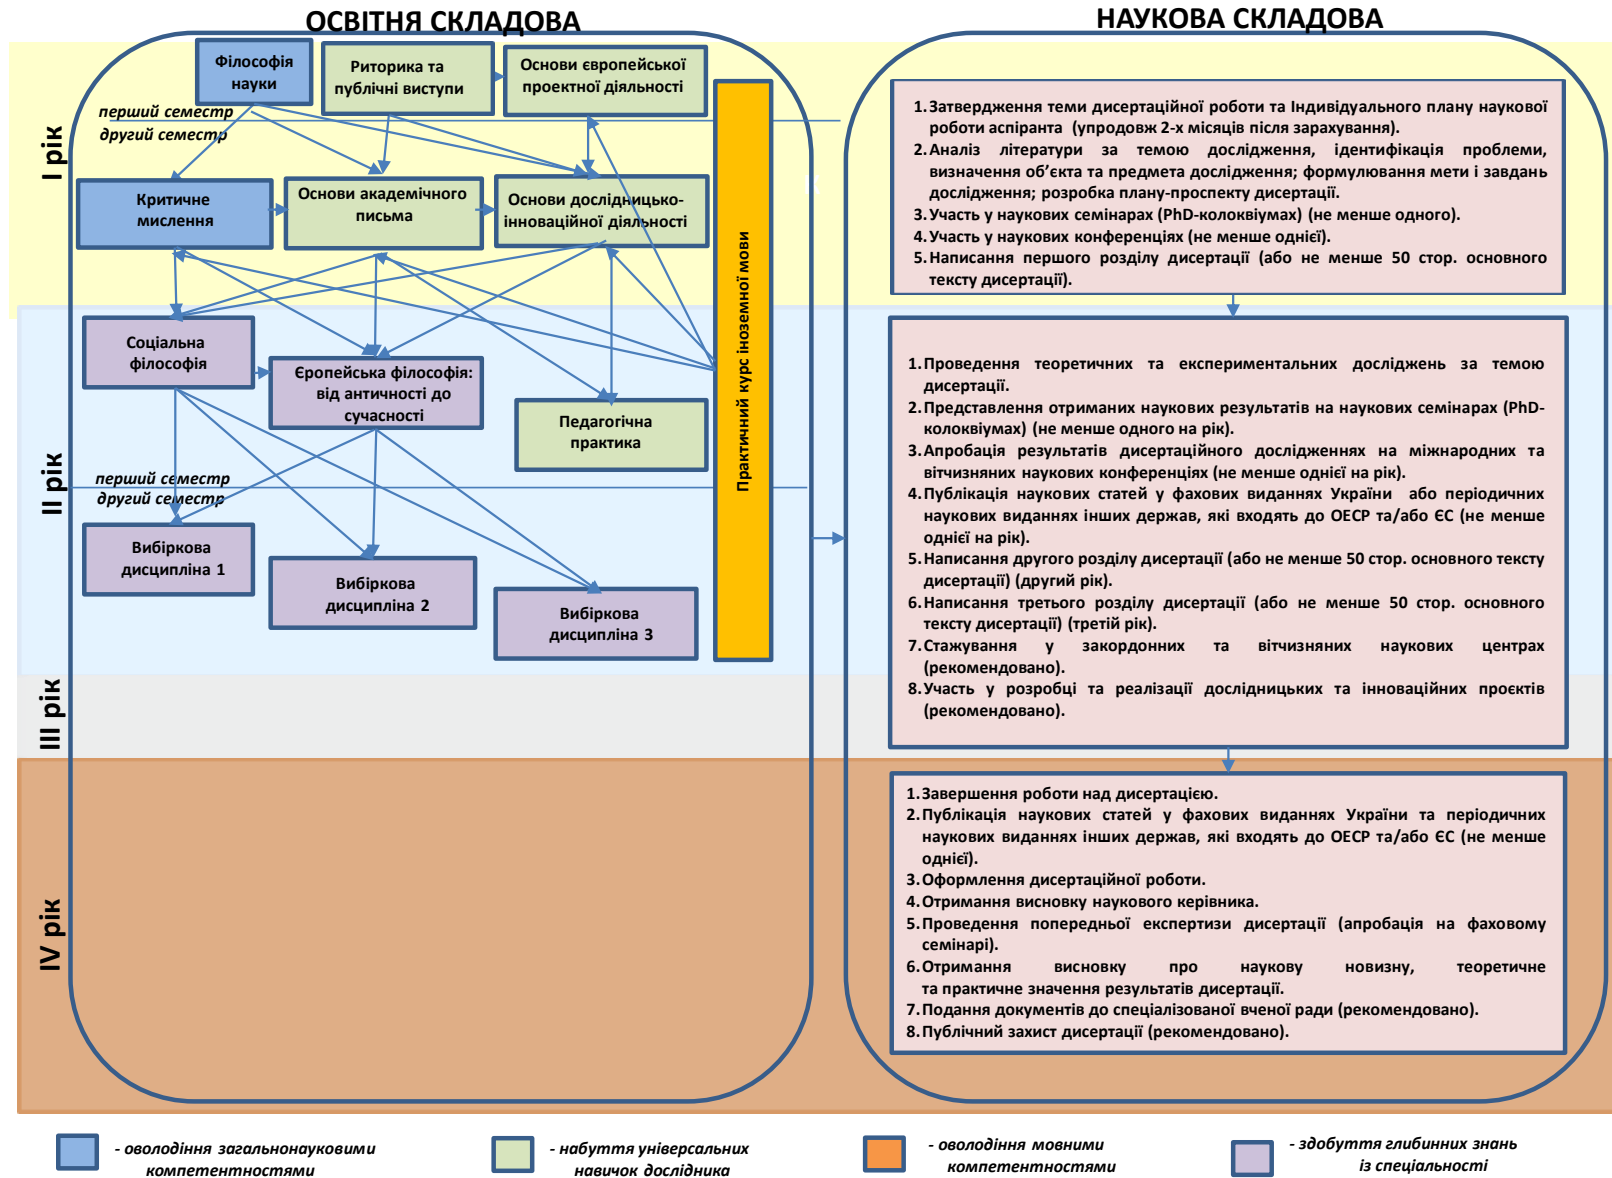 ОСВІТНЯ СКЛАДОВА
НАУКОВА СКЛАДОВА
І рік
Філософія
науки
Риторика та
публічні виступи
Основи європейської
проектної діяльності
перший семестр
другий семестр
Критичне
мислення
Основи академічного
письма
Основи дослідницько-
інноваційної діяльності
Практичний курс іноземної мови
ІІ рік
Соціальна
філософія
Європейська філософія:
від античності до
сучасності
Педагогічна
практика
перший семестр
другий семестр
Вибіркова
дисципліна 1
Вибіркова
дисципліна 2
Вибіркова
дисципліна 3
ІІІ рік
IV рік
1. Затвердження теми дисертаційної роботи та Індивідуального плану наукової
роботи аспіранта (упродовж 2-х місяців після зарахування).
2. Аналіз літератури за темою дослідження, ідентифікація проблеми,
визначення об’єкта та предмета дослідження; формулювання мети і завдань
дослідження; розробка плану-проспекту дисертації.
3. Участь у наукових семінарах (PhD-колоквіумах) (не менше одного).
4. Участь у наукових конференціях (не менше однієї).
5. Написання першого розділу дисертації (або не менше 50 стор. основного
тексту дисертації).
1. Проведення теоретичних та експериментальних досліджень за темою
дисертації.
2. Представлення отриманих наукових результатів на наукових семінарах (PhD-
колоквіумах) (не менше одного на рік).
3. Апробація результатів дисертаційного дослідженнях на міжнародних та
вітчизняних наукових конференціях (не менше однієї на рік).
4. Публікація наукових статей у фахових виданнях України або періодичних
наукових виданнях інших держав, які входять до ОЕСР та/або ЄС (не менше
однієї на рік).
5. Написання другого розділу дисертації (або не менше 50 стор. основного тексту
дисертації) (другий рік).
6. Написання третього розділу дисертації (або не менше 50 стор. основного
тексту дисертації) (третій рік).
7. Стажування у закордонних та вітчизняних наукових центрах
(рекомендовано).
8. Участь у розробці та реалізації дослідницьких та інноваційних проєктів
(рекомендовано).
1. Завершення роботи над дисертацією.
2. Публікація наукових статей у фахових виданнях України та періодичних
наукових виданнях інших держав, які входять до ОЕСР та/або ЄС (не менше
однієї).
3. Оформлення дисертаційної роботи.
4. Отримання висновку наукового керівника.
5. Проведення попередньої експертизи дисертації (апробація на фаховому
семінарі).
6. Отримання висновку про наукову новизну, теоретичне
та практичне значення результатів дисертації.
7. Подання документів до спеціалізованої вченої ради (рекомендовано).
8. Публічний захист дисертації (рекомендовано).
- оволодіння загальнонауковими
компетентностями
- набуття універсальних
навичок дослідника
- оволодіння мовними
компетентностями
- здобуття глибинних знань
із спеціальності